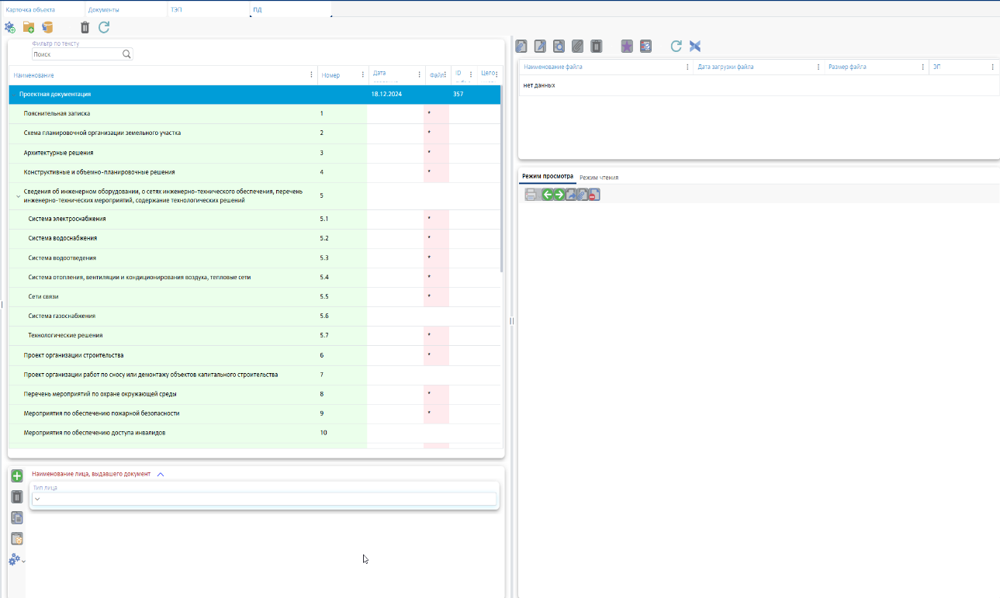 Карточка объекта Документы ТЭП ПД
Фильтр по тексту
Поиск
Наименование Номер Дата Файл ID Цело
Проектная документация 18.12.2024 357
Пояснительная записка 1 *
Схема планировочной организации земельного участка 2 *
Архитектурные решения 3 *
Конструктивные и объемно-планировочные решения 4 *
Сведения об инженерном оборудовании, о сетях инженерно-технического обеспечения, перечень
инженерно-технических мероприятий, содержание технологических решений 5
Система электроснабжения 5.1 *
Система водоснабжения 5.2 *
Система водоотведения 5.3 *
Система отопления, вентиляции и кондиционирования воздуха, тепловые сети 5.4 *
Сети связи 5.5 *
Система газоснабжения 5.6
Технологические решения 5.7 *
Проект организации строительства 6 *
Проект организации работ по сносу или демонтажу объектов капитального строительства 7
Перечень мероприятий по охране окружающей среды 8 *
Мероприятия по обеспечению пожарной безопасности 9 *
Мероприятия по обеспечению доступа инвалидов 10
Наименование лица, выдавшего документ
Тип лица
Наименование файла Дата загрузки файла Размер файла ЭП
нет данных
Режим просмотра Режим чтения